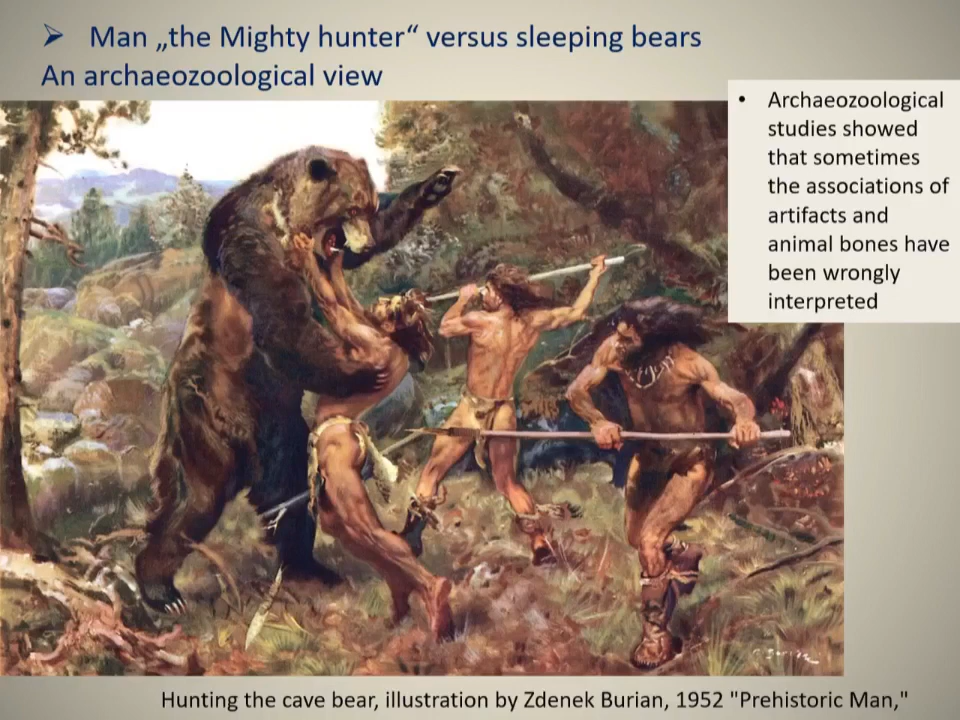 ➢ Man „the Mighty hunter“ versus sleeping bears
An archaeozoological view
• Archaeozoological
studies showed
that sometimes
the associations of
artifacts and
animal bones have
been wrongly
interpreted
Hunting the cave bear, illustration by Zdenek Burian, 1952 "Prehistoric Man,"